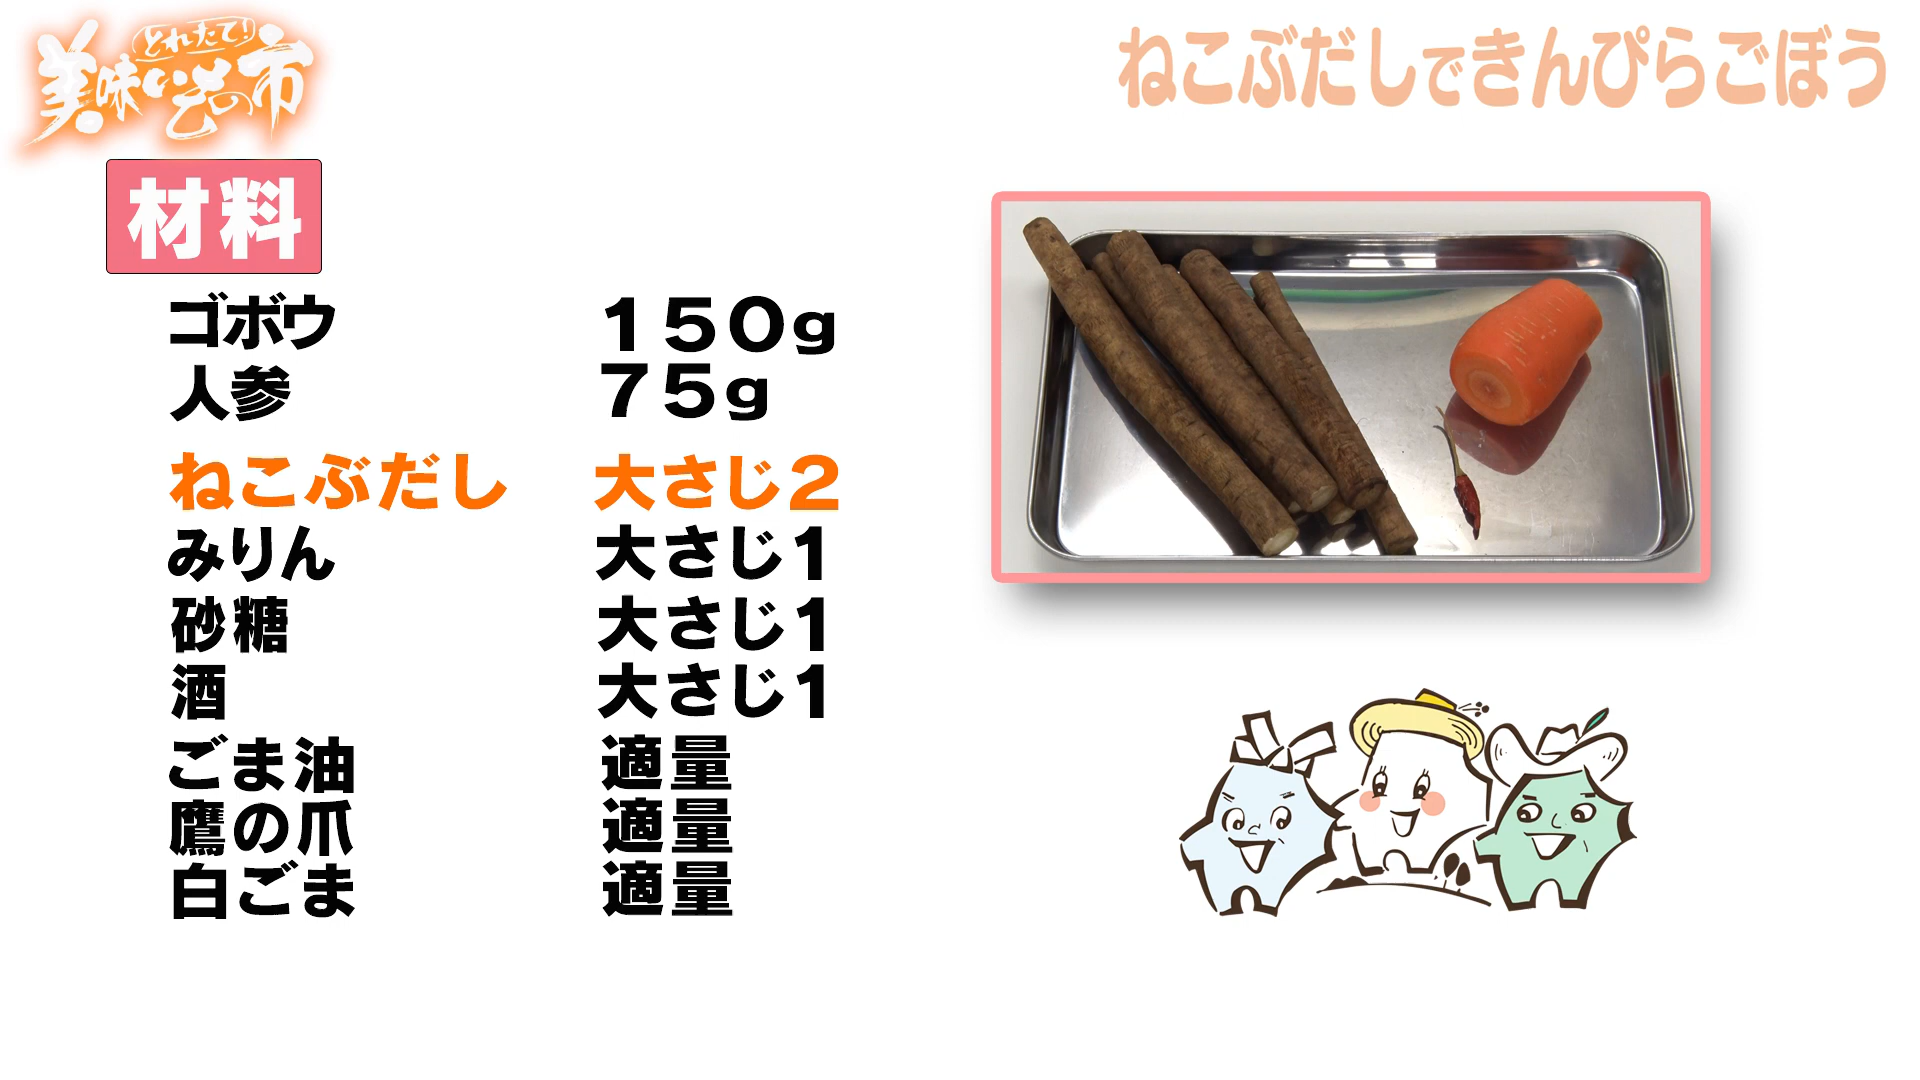 とれたて!
美味いもの市
ねこぶだしできんぴらごぼう
材料
ゴボウ １５０g
人参 ７５g
ねこぶだし 大さじ２
みりん 大さじ１
砂糖 大さじ１
酒 大さじ１
ごま油 適量
鷹の爪 適量
白ごま 適量